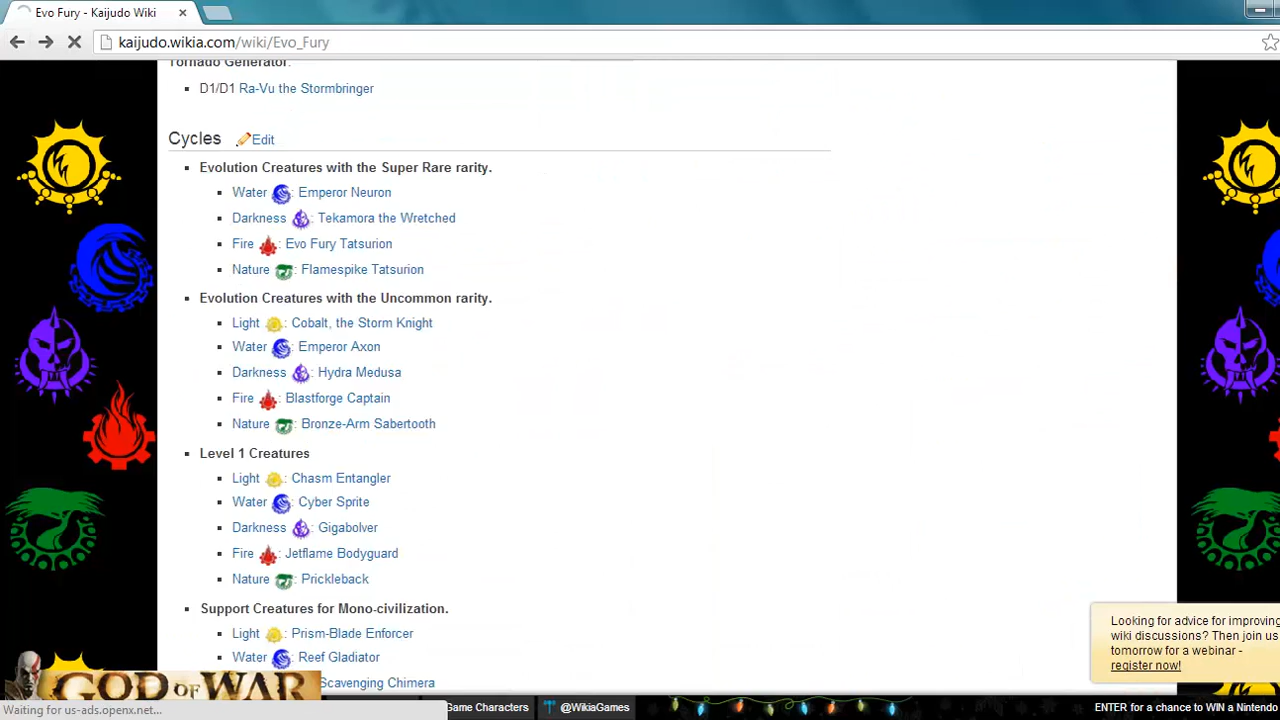 Evo Fury - Kaijudo Wiki
kaijudo.wikia.com/wiki/Evo_Fury
Tornado Generator:
D1/D1 Ra-Vu the Stormbringer
Cycles Edit
Evolution Creatures with the Super Rare rarity.
Water : Emperor Neuron
Darkness : Tekamora the Wretched
Fire : Evo Fury Tatsurion
Nature : Flamespike Tatsurion
Evolution Creatures with the Uncommon rarity.
Light : Cobalt, the Storm Knight
Water : Emperor Axon
Darkness : Hydra Medusa
Fire : Blastforge Captain
Nature : Bronze-Arm Sabertooth
Level 1 Creatures
Light : Chasm Entangler
Water : Cyber Sprite
Darkness : Gigabolver
Fire : Jetflame Bodyguard
Nature : Prickleback
Support Creatures for Mono-civilization.
Light : Prism-Blade Enforcer
Water : Reef Gladiator
Scavenging Chimera
Looking for advice for improving
wiki discussions? Then join us
tomorrow for a webinar -
register now!
GOD OF WAR
Waiting for us-ads.openx.net...
Game Characters
@WikiaGames
ENTER for a chance to WIN a Nintendo